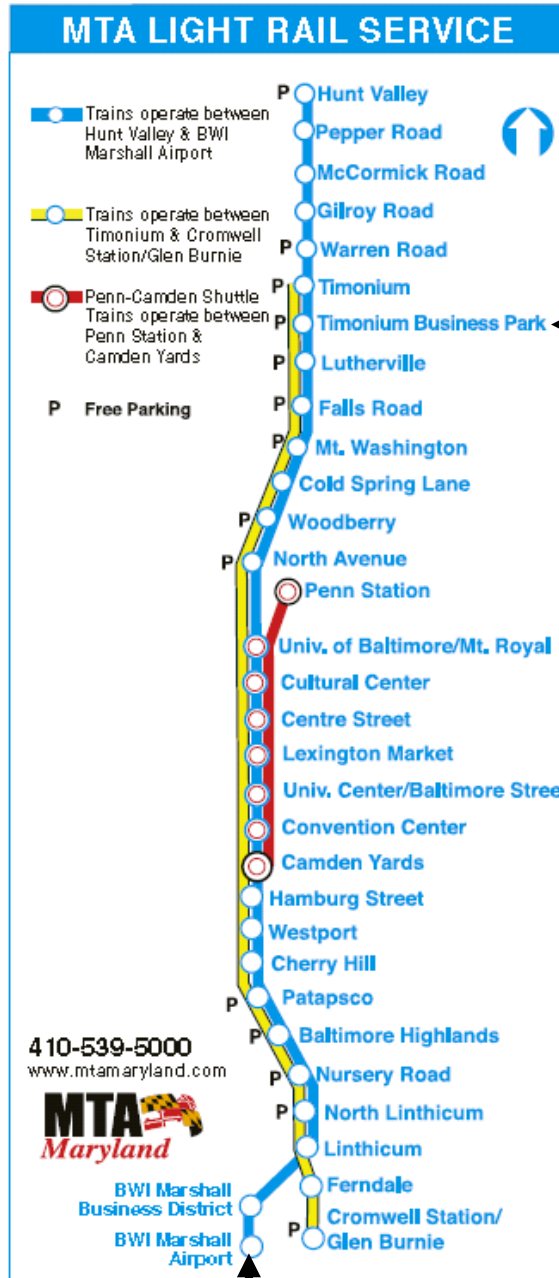 MTA LIGHT RAIL SERVICE
Trains operate between
Hunt Valley & BWI
Marshall Airport
Trains operate between
Timonium & Cromwell
Station/Glen Burnie
Penn-Camden Shuttle
Trains operate between
Penn Station &
Camden Yards
P Free Parking
P Hunt Valley
Pepper Road
McCormick Road
Gilroy Road
P Warren Road
P Timonium
P Timonium Business Park
P Lutherville
P Falls Road
P Mt. Washington
Cold Spring Lane
P Woodberry
P North Avenue
Penn Station
Univ. of Baltimore/Mt. Royal
Cultural Center
Centre Street
Lexington Market
Univ. Center/Baltimore Stree
Convention Center
Camden Yards
Hamburg Street
Westport
Cherry Hill
P Patapsco
P Baltimore Highlands
P Nursery Road
P North Linthicum
Linthicum
Ferndale
P Cromwell Station/
Glen Burnie
BWI Marshall
Business District
BWI Marshall
Airport
410-539-5000
www.mtamaryland.com
MTA
Maryland